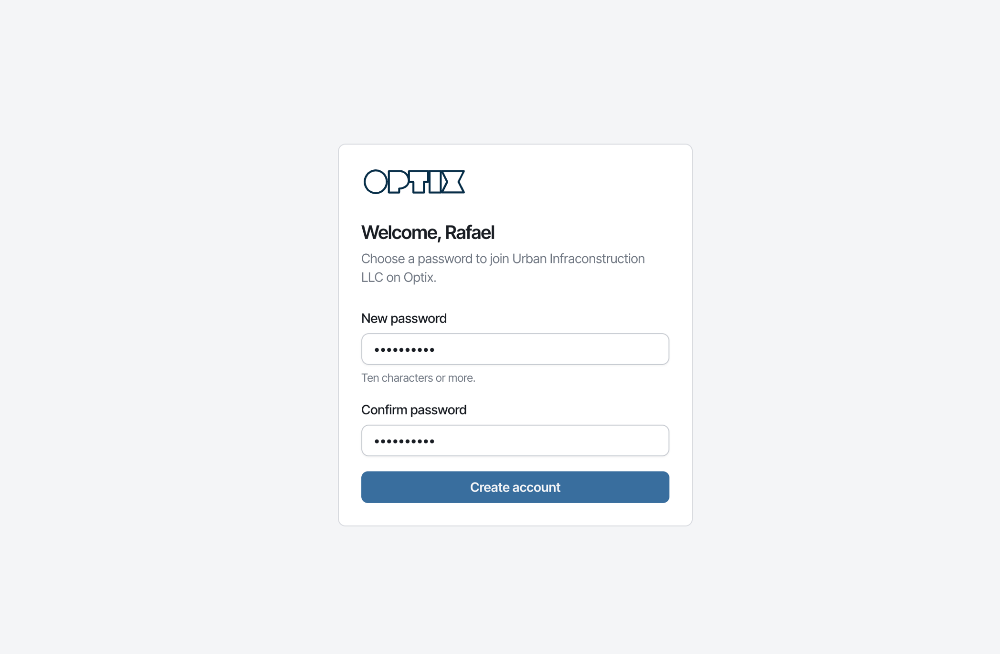 OPTIX
Welcome, Rafael
Choose a password to join Urban Infraconstruction
LLC on Optix.
New password
••••••••••
Ten characters or more.
Confirm password
••••••••••
Create account